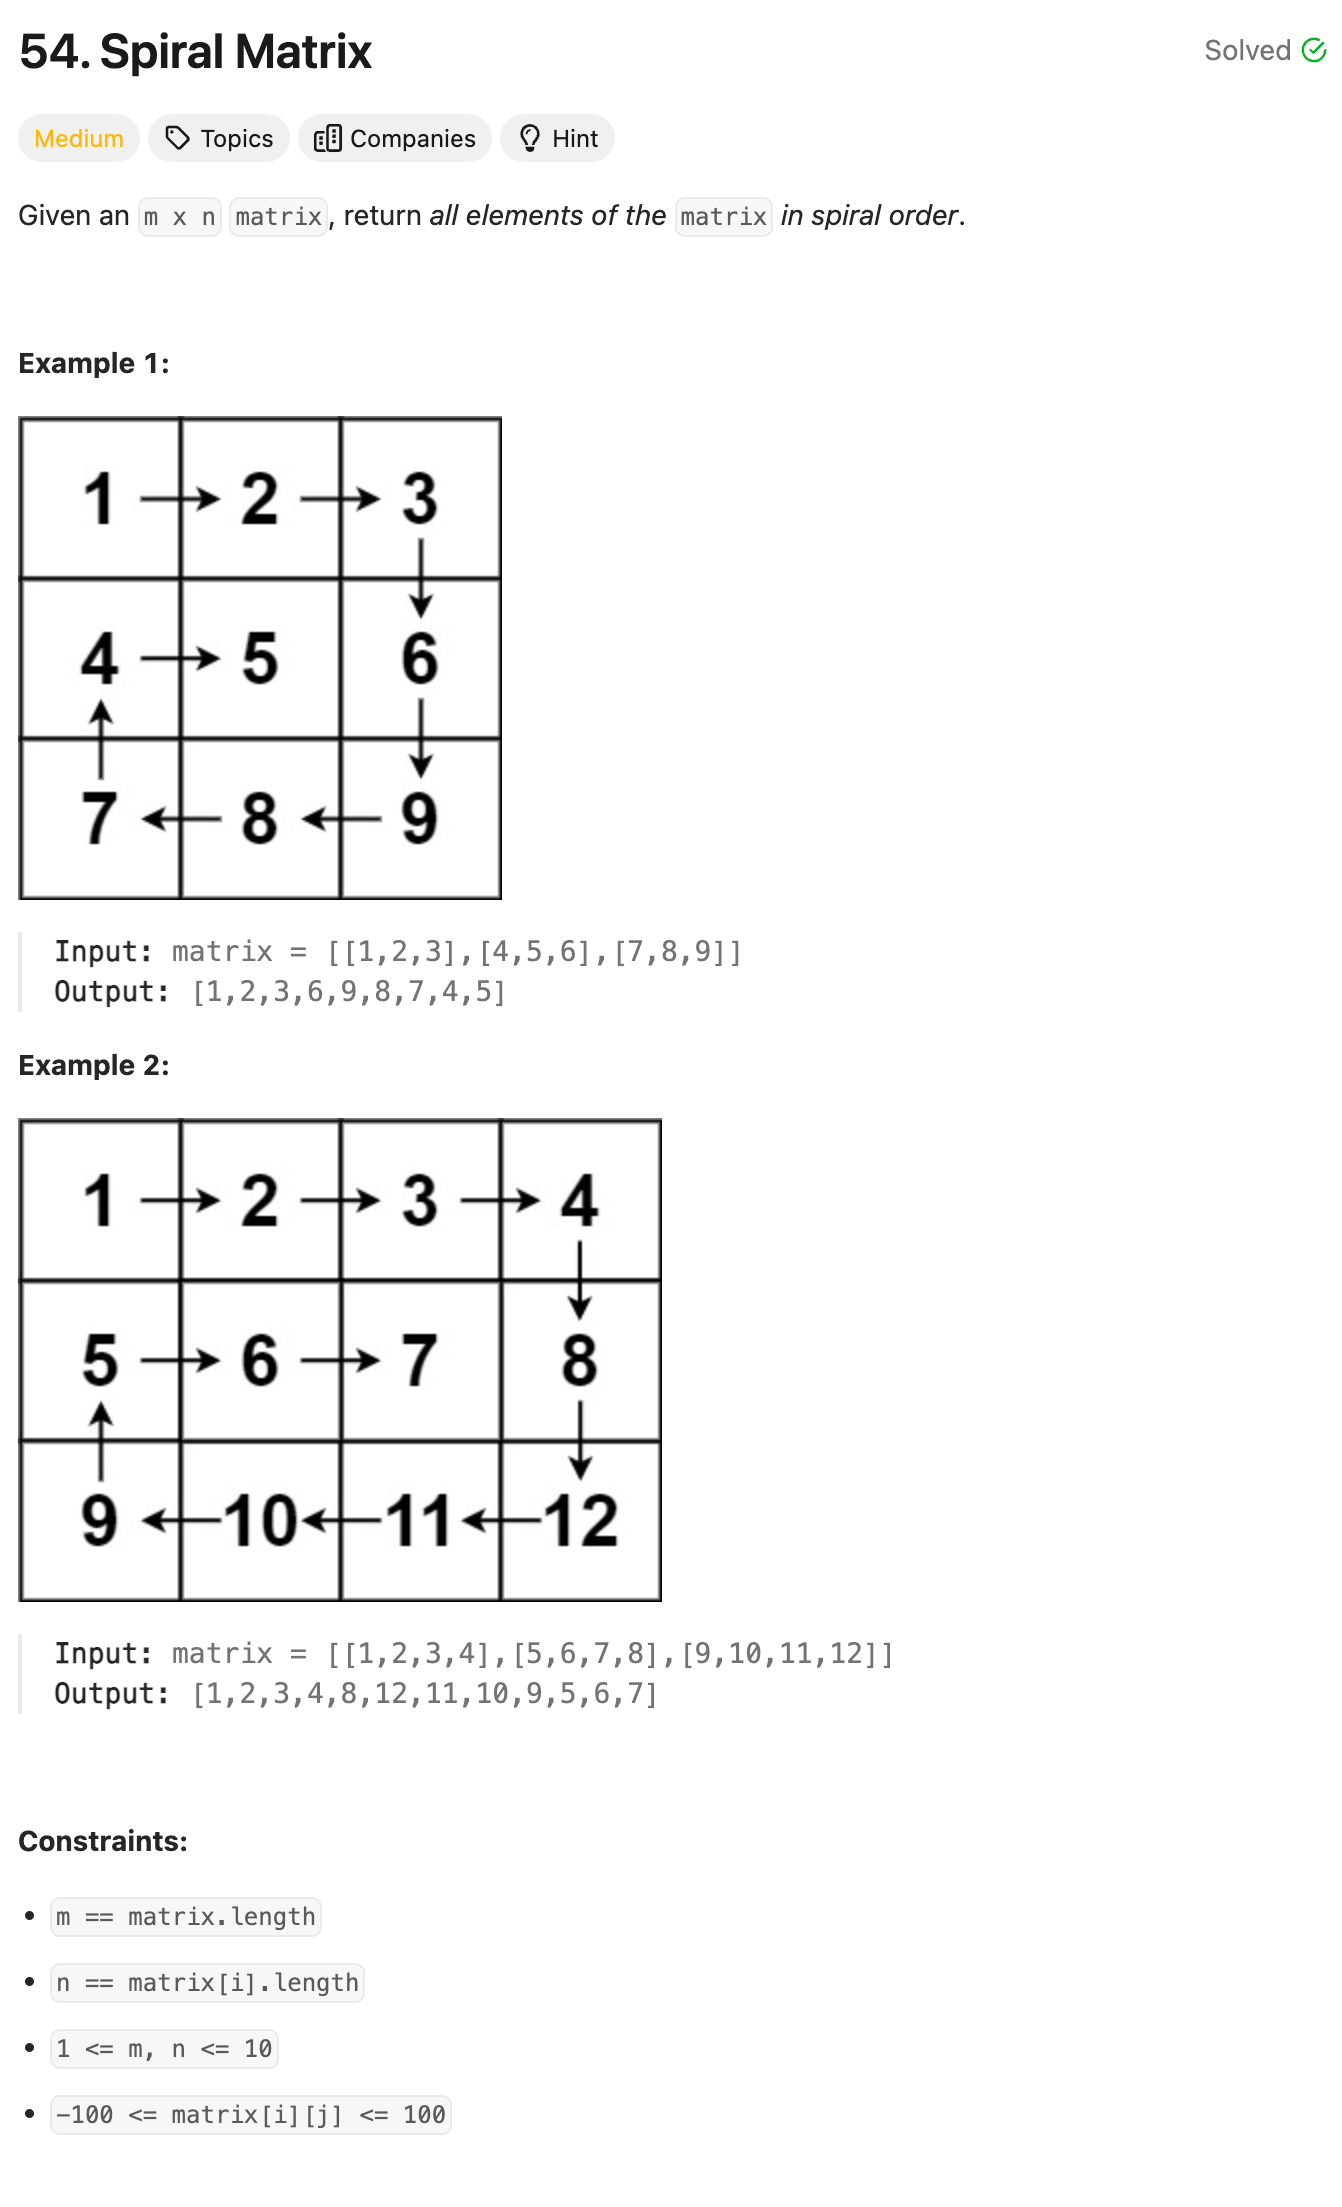 54. Spiral Matrix
Solved
Medium Topics Companies Hint
Given an m x n matrix, return all elements of the matrix in spiral order.
Example 1:
1 2 3
4 5 6
7 8 9
Input: matrix = [[1,2,3],[4,5,6],[7,8,9]]
Output: [1,2,3,6,9,8,7,4,5]
Example 2:
1 2 3 4
5 6 7 8
9 10 11 12
Input: matrix = [[1,2,3,4],[5,6,7,8],[9,10,11,12]]
Output: [1,2,3,4,8,12,11,10,9,5,6,7]
Constraints:
• m == matrix.length
• n == matrix[i].length
• 1 <= m, n <= 10
• -100 <= matrix[i][j] <= 100